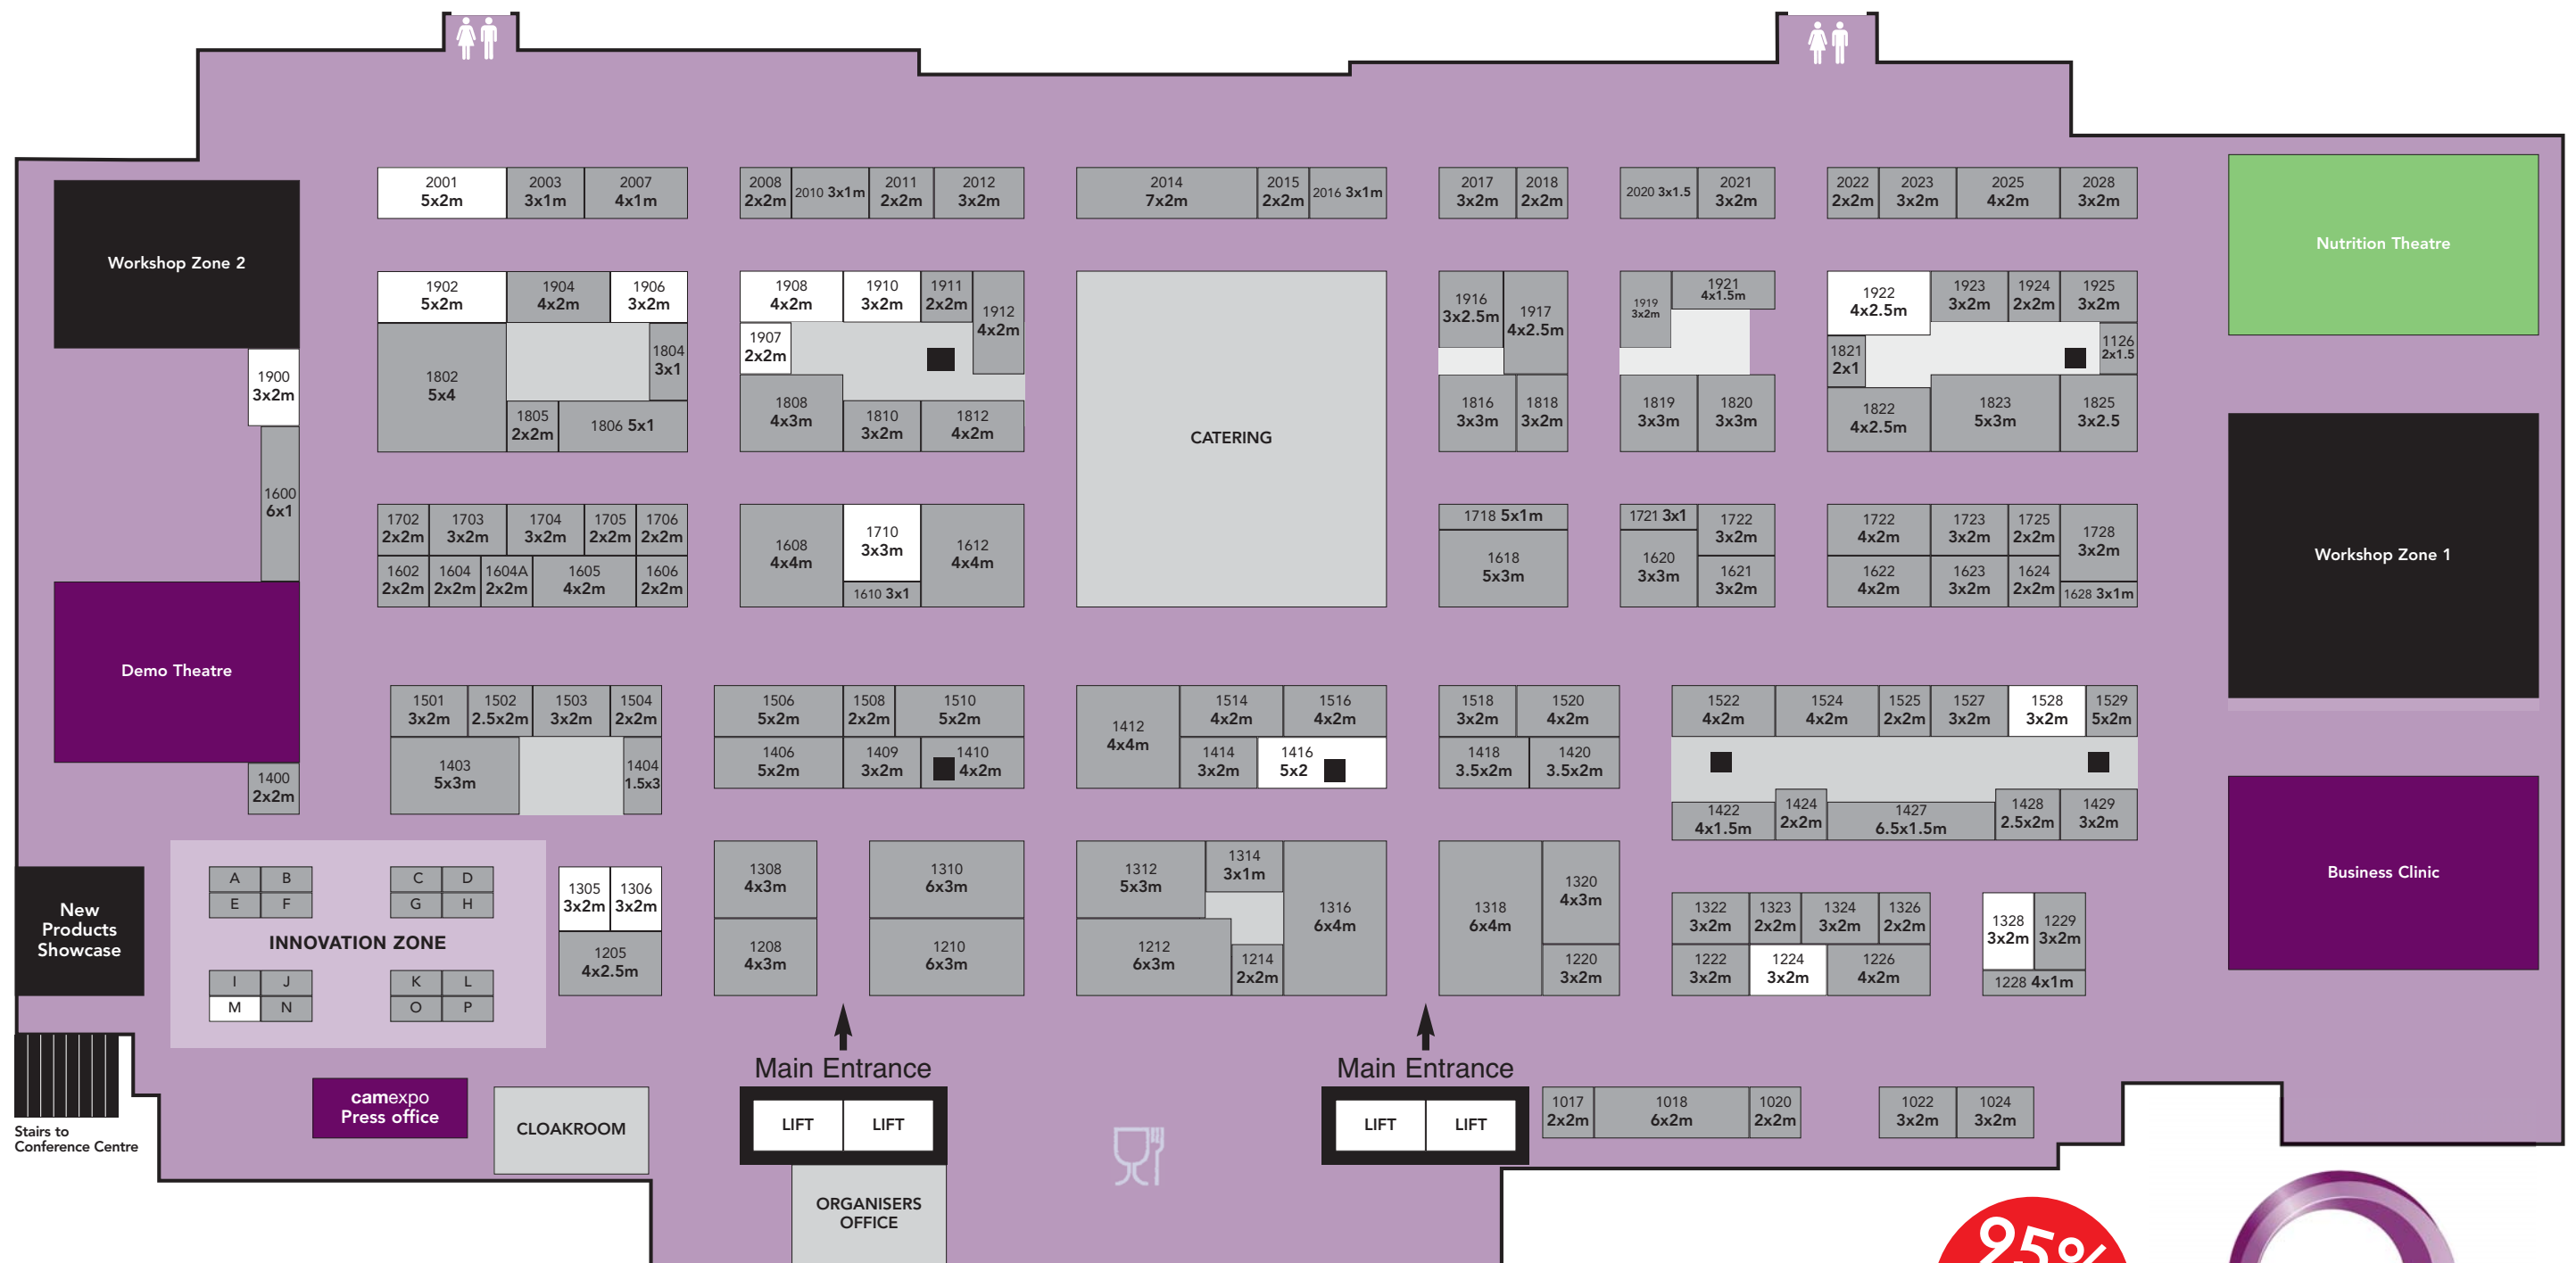 2001
5x2m
2003
3x1m
2007
4x1m
2008
2x2m
2010 3x1m
2011
2x2m
2012
3x2m
2014
7x2m
2015
2x2m
2016 3x1m
2017
3x2m
2018
2x2m
2020 3x1.5
2021
3x2m
2022
2x2m
2023
3x2m
2025
4x2m
2028
3x2m
Workshop Zone 2
Nutrition Theatre
1902
5x2m
1904
4x2m
1906
3x2m
1908
4x2m
1910
3x2m
1911
2x2m
1912
4x2m
1907
2x2m
1916
3x2.5m
1917
4x2.5m
1919
3x2m
1921
4x1.5m
1922
4x2.5m
1923
3x2m
1924
2x2m
1925
3x2m
1821
2x1
1126
2x1.5
1900
3x2m
1802
5x4
1804
3x1
1805
2x2m
1806 5x1
1808
4x3m
1810
3x2m
1812
4x2m
CATERING
1816
3x3m
1818
3x2m
1819
3x3m
1820
3x3m
1822
4x2.5m
1823
5x3m
1825
3x2.5
1600
6x1
1702
2x2m
1703
3x2m
1704
3x2m
1705
2x2m
1706
2x2m
1602
2x2m
1604
2x2m
1604A
2x2m
1605
4x2m
1606
2x2m
1608
4x4m
1710
3x3m
1610 3x1
1612
4x4m
1718 5x1m
1618
5x3m
1721 3x1
1722
3x2m
1620
3x3m
1621
3x2m
1722
4x2m
1723
3x2m
1725
2x2m
1728
3x2m
1622
4x2m
1623
3x2m
1624
2x2m
1628 3x1m
Workshop Zone 1
Demo Theatre
1400
2x2m
1501
3x2m
1502
2.5x2m
1503
3x2m
1504
2x2m
1403
5x3m
1404
1.5x3
1506
5x2m
1508
2x2m
1510
5x2m
1406
5x2m
1409
3x2m
1410
4x2m
1412
4x4m
1514
4x2m
1516
4x2m
1414
3x2m
1416
5x2
1518
3x2m
1520
4x2m
1418
3.5x2m
1420
3.5x2m
1522
4x2m
1524
4x2m
1525
2x2m
1527
3x2m
1528
3x2m
1529
5x2m
1422
4x1.5m
1424
2x2m
1427
6.5x1.5m
1428
2.5x2m
1429
3x2m
Business Clinic
New
Products
Showcase
A B
E F
C D
G H
INNOVATION ZONE
I J
M N
K L
O P
1305
3x2m
1306
3x2m
1205
4x2.5m
1308
4x3m
1208
4x3m
1310
6x3m
1210
6x3m
1312
5x3m
1314
3x1m
1212
6x3m
1214
2x2m
1316
6x4m
1318
6x4m
1320
4x3m
1220
3x2m
1322
3x2m
1323
2x2m
1324
3x2m
1326
2x2m
1222
3x2m
1224
3x2m
1226
4x2m
1328
3x2m
1229
3x2m
1228 4x1m
Main Entrance
Main Entrance
Stairs to
Conference Centre
camexpo
Press office
CLOAKROOM
LIFT LIFT
LIFT LIFT
1017
2x2m
1018
6x2m
1020
2x2m
1022
3x2m
1024
3x2m
ORGANISERS
OFFICE
95%